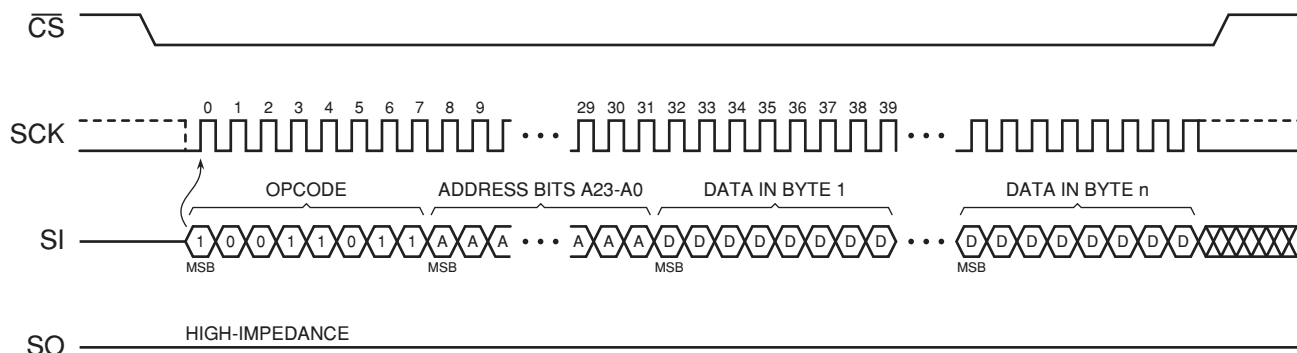 CS
0 1 2 3 4 5 6 7 8 9 29 30 31 32 33 34 35 36 37 38 39
SCK
OPCODE ADDRESS BITS A23-A0 DATA IN BYTE 1 DATA IN BYTE n
SI 1 0 0 1 1 0 1 1 A A A A A A D D D D D D D D D D D D D D D D
MSB MSB MSB MSB
HIGH-IMPEDANCE
SO